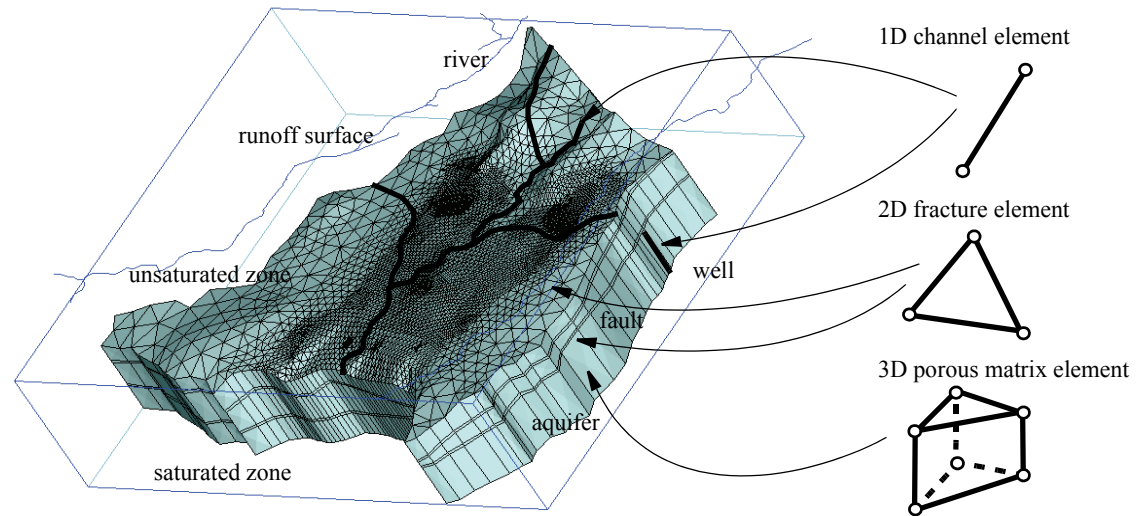 river
1D channel element
runoff surface
2D fracture element
unsaturated zone
well
fault
3D porous matrix element
aquifer
saturated zone